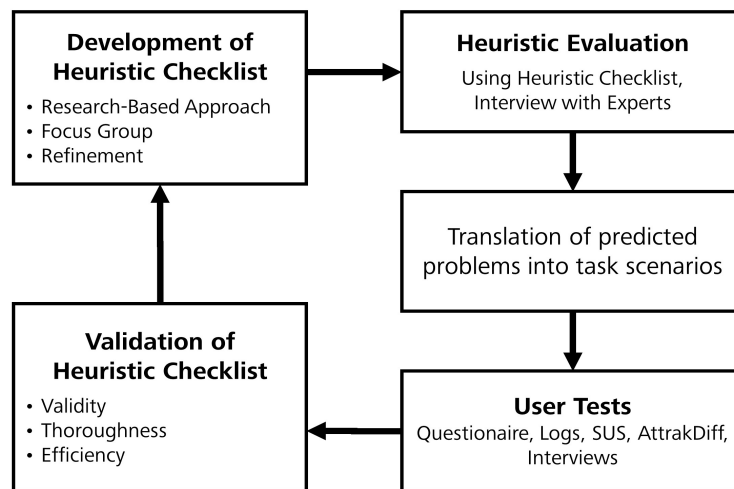 Development of
Heuristic Checklist
• Research-Based Approach
• Focus Group
• Refinement
Heuristic Evaluation
Using Heuristic Checklist,
Interview with Experts
Translation of predicted
problems into task scenarios
User Tests
Questionaire, Logs, SUS, AttrakDiff,
Interviews
Validation of
Heuristic Checklist
• Validity
• Thoroughness
• Efficiency